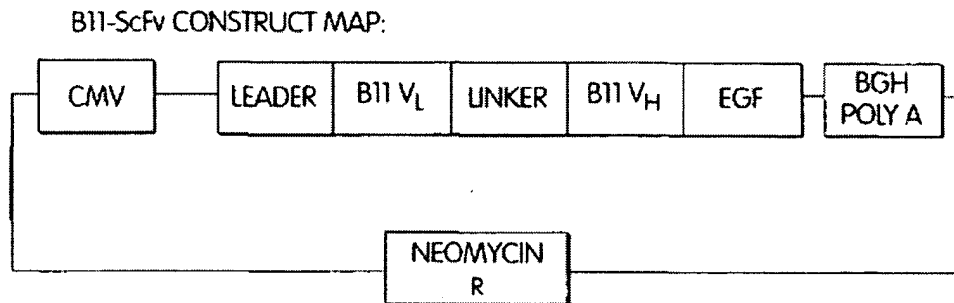 B11-ScFv CONSTRUCT MAP:
CMV
LEADER
B11 VL
LINKER
B11 VH
EGF
BGH
POLY A
NEOMYCIN
R